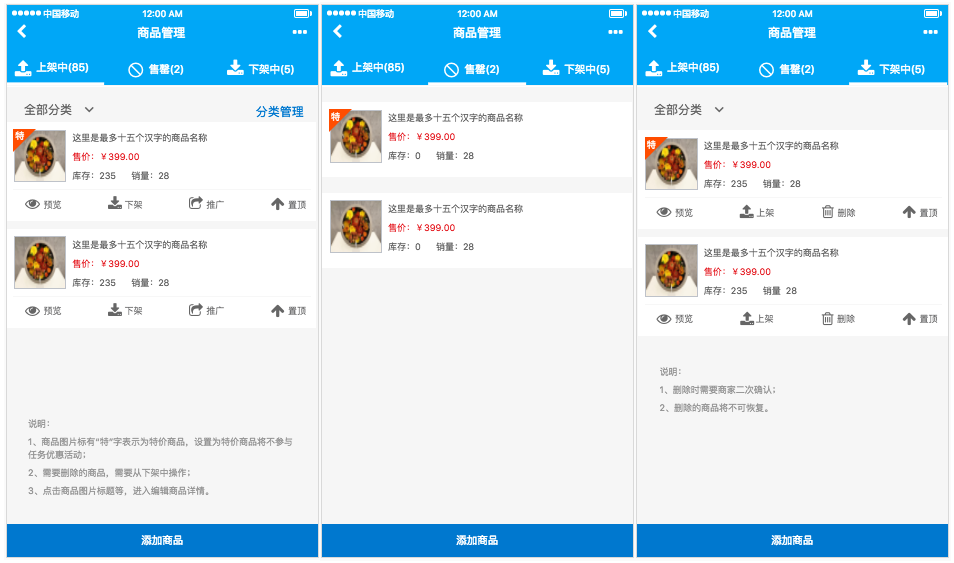 中国移动 12:00 AM
商品管理
上架中(85) 售罄(2) 下架中(5)
全部分类 分类管理
特
这里是最多十五个汉字的商品名称
售价：￥399.00
库存：235 销量：28
预览 下架 推广 置顶
这里是最多十五个汉字的商品名称
售价：￥399.00
库存：235 销量：28
预览 下架 推广 置顶
说明：
1、商品图片标有“特”字表示为特价商品，设置为特价商品将不参与
任务优惠活动；
2、需要删除的商品，需要从下架中操作；
3、点击商品图片标题等，进入编辑商品详情。
添加商品
中国移动 12:00 AM
商品管理
上架中(85) 售罄(2) 下架中(5)
特
这里是最多十五个汉字的商品名称
售价：￥399.00
库存：0 销量：28
这里是最多十五个汉字的商品名称
售价：￥399.00
库存：0 销量：28
添加商品
中国移动 12:00 AM
商品管理
上架中(85) 售罄(2) 下架中(5)
全部分类
特
这里是最多十五个汉字的商品名称
售价：￥399.00
库存：235 销量：28
预览 上架 删除 置顶
这里是最多十五个汉字的商品名称
售价：￥399.00
库存：235 销量 28
预览 上架 删除 置顶
说明：
1、删除时需要商家二次确认；
2、删除的商品将不可恢复。
添加商品